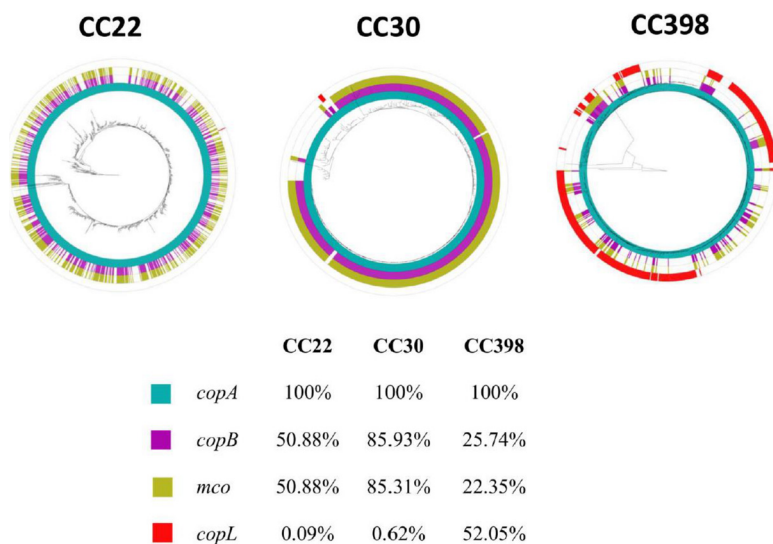 CC22 CC30 CC398
CC22 CC30 CC398
copA 100% 100% 100%
copB 50.88% 85.93% 25.74%
mco 50.88% 85.31% 22.35%
copL 0.09% 0.62% 52.05%